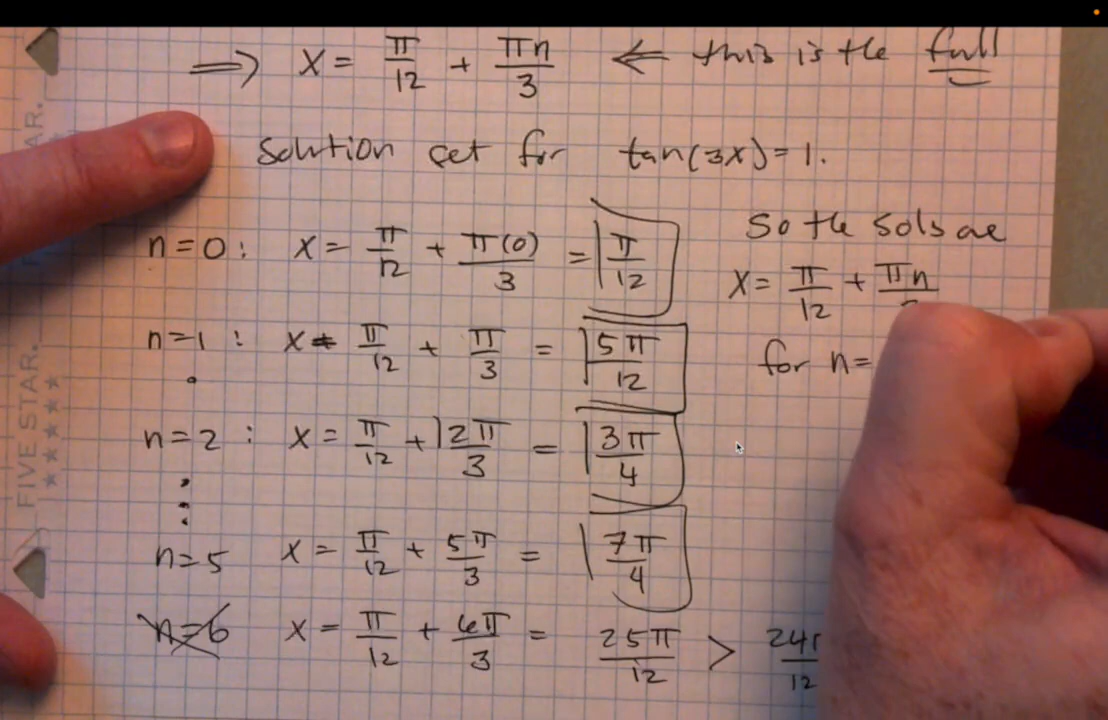 ⟹ x = π/12 + πn/3 ← this is the full
solution set for tan(3x) = 1.
n=0: x = π/12 + π(0)/3 = π/12
So the sols are
x = π/12 + πn
n=1: x = π/12 + π/3 = 5π/12
for n=
n=2: x = π/12 + 2π/3 = 3π/4
n=5 x = π/12 + 5π/3 = 7π/4
n=6 x = π/12 + 6π/3 = 25π/12 > 24π/12
FIVE STAR.
STAR.